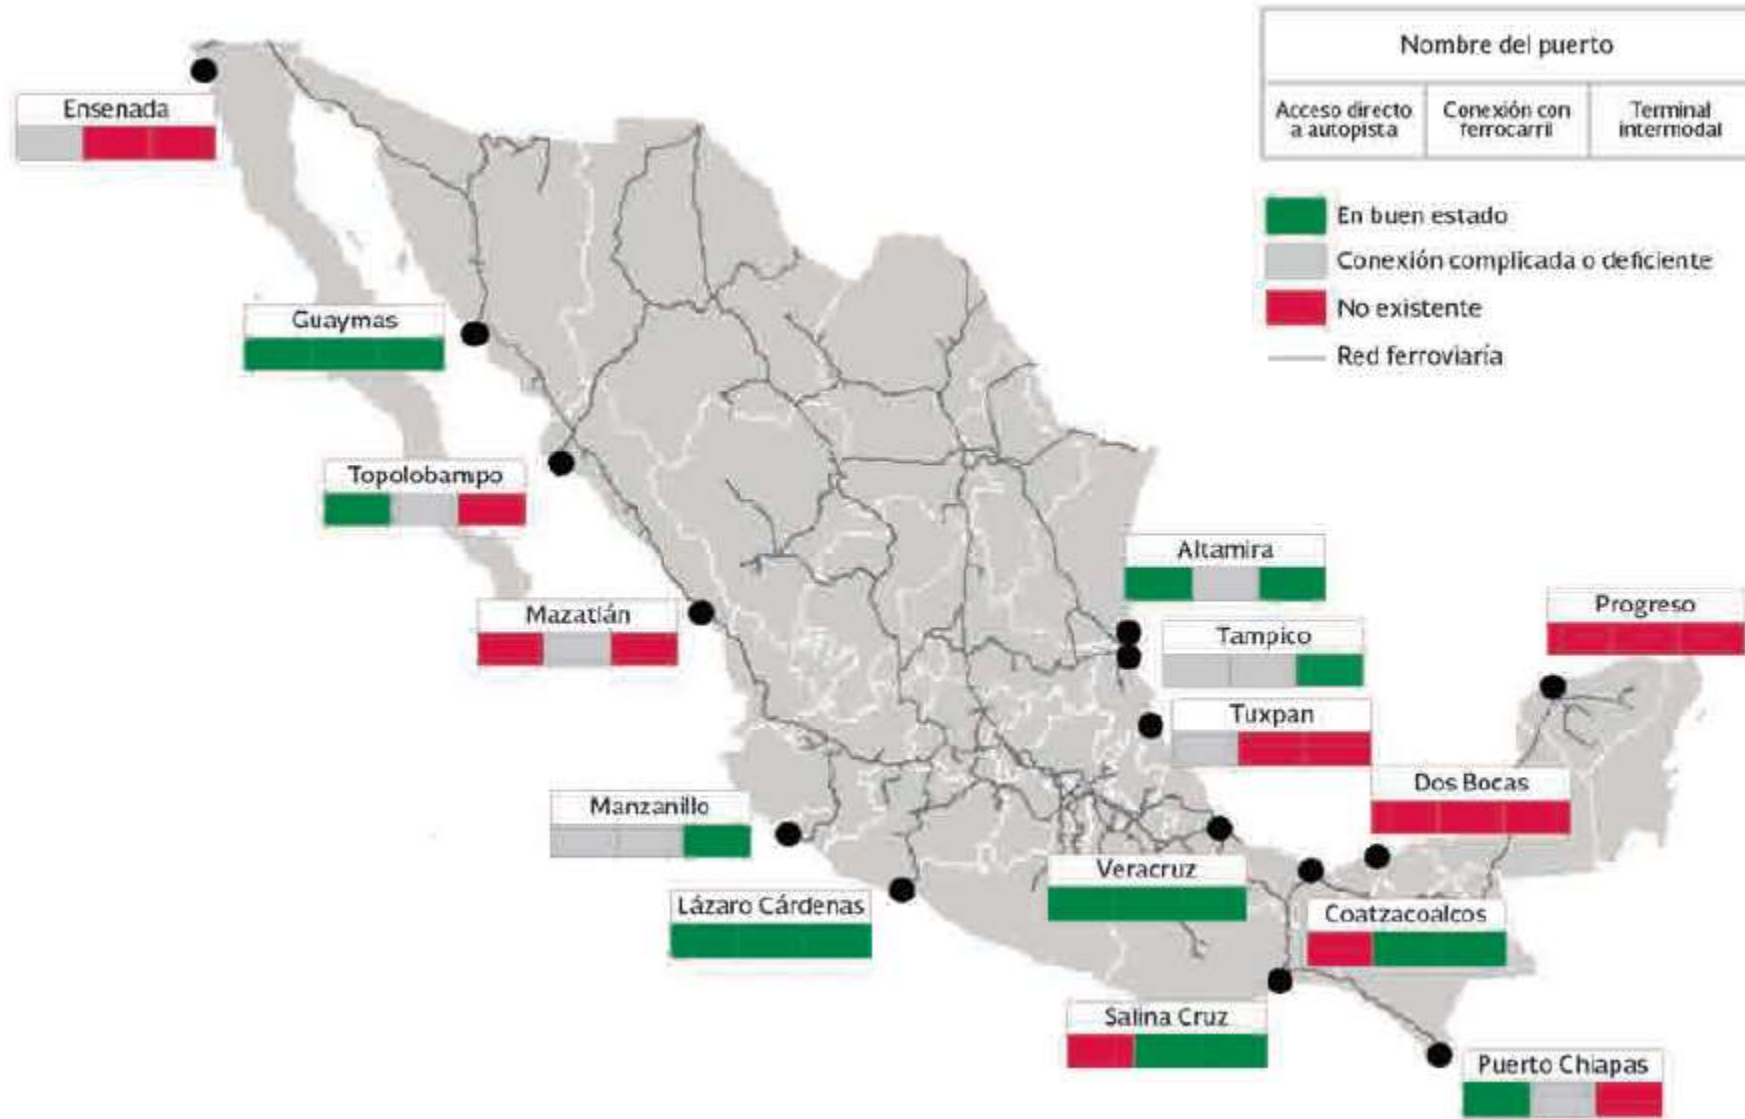 Nombre del puerto
Acceso directo
a autopista
Conexión con
ferrocarril
Terminal
intermodal
En buen estado
Conexión complicada o deficiente
No existente
Red ferroviaría
Ensenada
Guaymas
Topolobampo
Mazatlán
Manzanillo
Lázaro Cárdenas
Altamira
Tampico
Tuxpan
Progreso
Dos Bocas
Veracruz
Coatzacoalcos
Salina Cruz
Puerto Chiapas